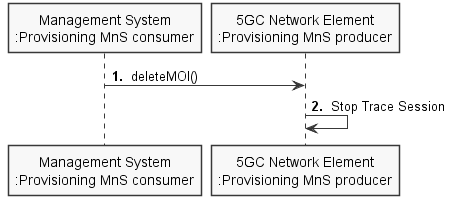 Management System
:Provisioning MnS consumer
5GC Network Element
:Provisioning MnS producer
1. deleteMOI()
2. Stop Trace Session
Management System
:Provisioning MnS consumer
5GC Network Element
:Provisioning MnS producer